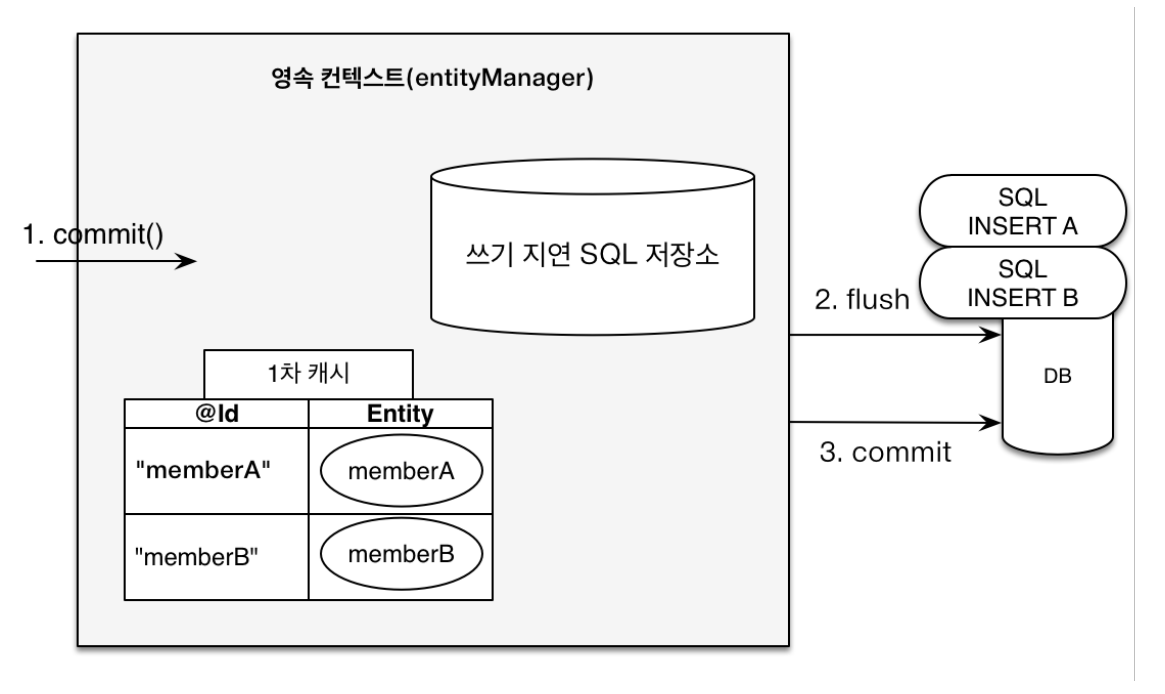 영속 컨텍스트(entityManager)
1. commit()
쓰기 지연 SQL 저장소
SQL
INSERT A
SQL
INSERT B
2. flush
DB
3. commit
1차 캐시
@Id Entity
"memberA" memberA
"memberB" memberB